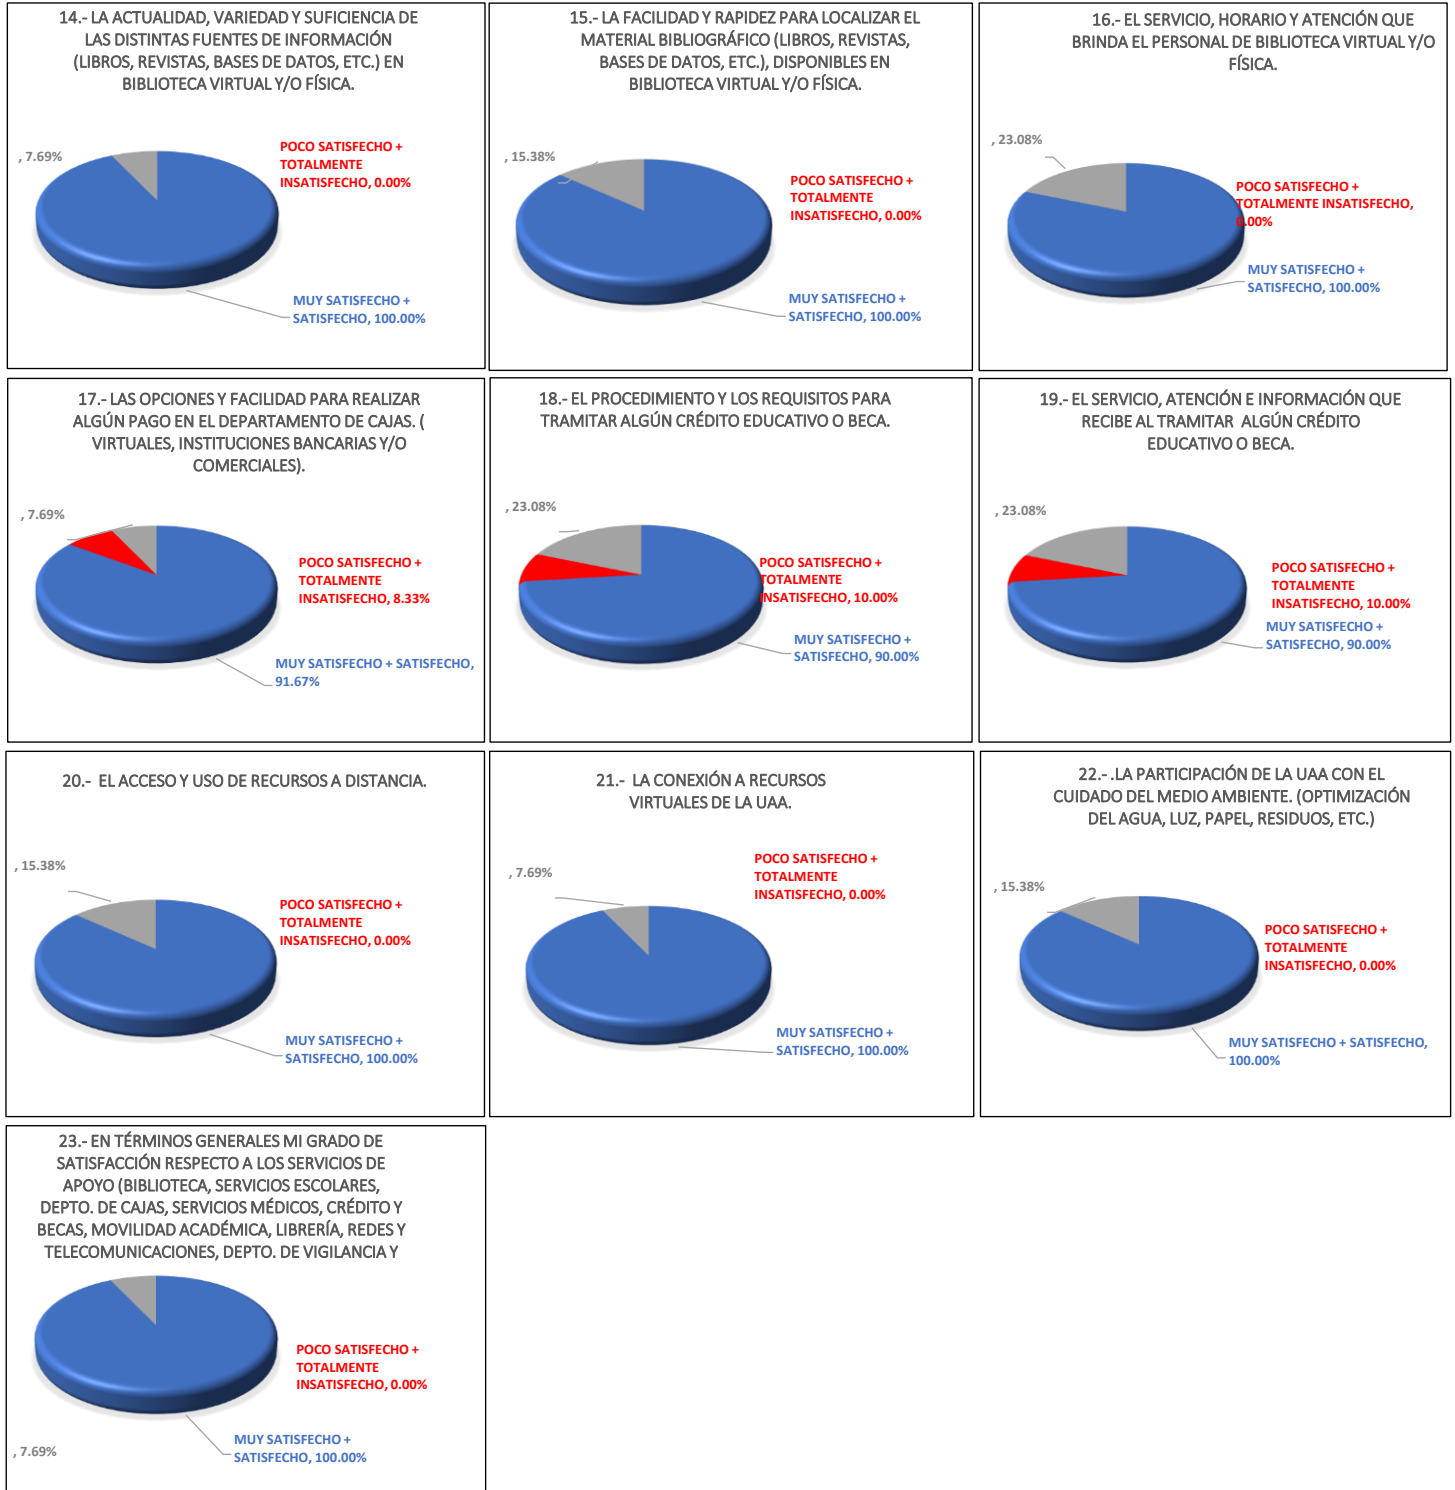 14.- LA ACTUALIDAD, VARIEDAD Y SUFICIENCIA DE
LAS DISTINTAS FUENTES DE INFORMACIÓN
(LIBROS, REVISTAS, BASES DE DATOS, ETC.) EN
BIBLIOTECA VIRTUAL Y/O FÍSICA.
, 7.69%
POCO SATISFECHO +
TOTALMENTE
INSATISFECHO, 0.00%
MUY SATISFECHO +
SATISFECHO, 100.00%
15.- LA FACILIDAD Y RAPIDEZ PARA LOCALIZAR EL
MATERIAL BIBLIOGRÁFICO (LIBROS, REVISTAS,
BASES DE DATOS, ETC.), DISPONIBLES EN
BIBLIOTECA VIRTUAL Y/O FÍSICA.
, 15.38%
POCO SATISFECHO +
TOTALMENTE
INSATISFECHO, 0.00%
MUY SATISFECHO +
SATISFECHO, 100.00%
16.- EL SERVICIO, HORARIO Y ATENCIÓN QUE
BRINDA EL PERSONAL DE BIBLIOTECA VIRTUAL Y/O
FÍSICA.
, 23.08%
POCO SATISFECHO +
TOTALMENTE INSATISFECHO,
0.00%
MUY SATISFECHO +
SATISFECHO, 100.00%
17.- LAS OPCIONES Y FACILIDAD PARA REALIZAR
ALGÚN PAGO EN EL DEPARTAMENTO DE CAJAS. (
VIRTUALES, INSTITUCIONES BANCARIAS Y/O
COMERCIALES).
, 7.69%
POCO SATISFECHO +
TOTALMENTE
INSATISFECHO, 8.33%
MUY SATISFECHO + SATISFECHO,
91.67%
18.- EL PROCEDIMIENTO Y LOS REQUISITOS PARA
TRAMITAR ALGÚN CRÉDITO EDUCATIVO O BECA.
, 23.08%
POCO SATISFECHO +
TOTALMENTE
INSATISFECHO, 10.00%
MUY SATISFECHO +
SATISFECHO, 90.00%
19.- EL SERVICIO, ATENCIÓN E INFORMACIÓN QUE
RECIBE AL TRAMITAR ALGÚN CRÉDITO
EDUCATIVO O BECA.
, 23.08%
POCO SATISFECHO +
TOTALMENTE
INSATISFECHO, 10.00%
MUY SATISFECHO +
SATISFECHO, 90.00%
20.- EL ACCESO Y USO DE RECURSOS A DISTANCIA.
, 15.38%
POCO SATISFECHO +
TOTALMENTE
INSATISFECHO, 0.00%
MUY SATISFECHO +
SATISFECHO, 100.00%
21.- LA CONEXIÓN A RECURSOS
VIRTUALES DE LA UAA.
, 7.69%
POCO SATISFECHO +
TOTALMENTE
INSATISFECHO, 0.00%
MUY SATISFECHO +
SATISFECHO, 100.00%
22.- .LA PARTICIPACIÓN DE LA UAA CON EL
CUIDADO DEL MEDIO AMBIENTE. (OPTIMIZACIÓN
DEL AGUA, LUZ, PAPEL, RESIDUOS, ETC.)
, 15.38%
POCO SATISFECHO +
TOTALMENTE
INSATISFECHO, 0.00%
MUY SATISFECHO + SATISFECHO,
100.00%
23.- EN TÉRMINOS GENERALES MI GRADO DE
SATISFACCIÓN RESPECTO A LOS SERVICIOS DE
APOYO (BIBLIOTECA, SERVICIOS ESCOLARES,
DEPTO. DE CAJAS, SERVICIOS MÉDICOS, CRÉDITO Y
BECAS, MOVILIDAD ACADÉMICA, LIBRERÍA, REDES Y
TELECOMUNICACIONES, DEPTO. DE VIGILANCIA Y
POCO SATISFECHO +
TOTALMENTE
INSATISFECHO, 0.00%
MUY SATISFECHO +
SATISFECHO, 100.00%
, 7.69%